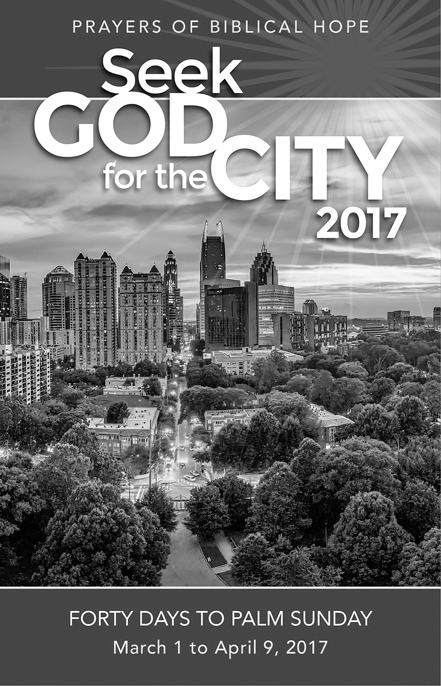 PRAYERS OF BIBLICAL HOPE
Seek
GOD
for the CITY
2017
FORTY DAYS TO PALM SUNDAY
March 1 to April 9, 2017